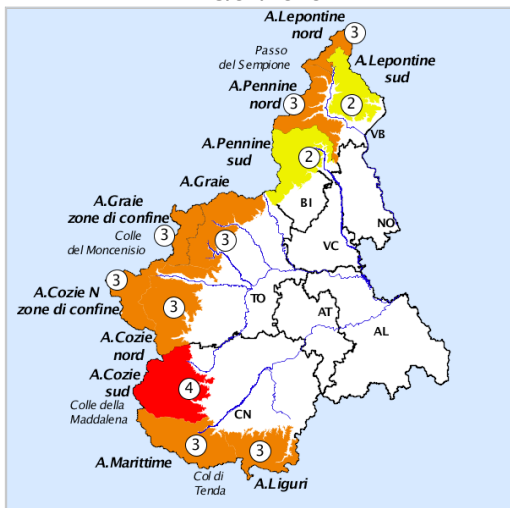 A.Lepontine
nord
3
Passo
del Sempione
A.Lepontine
sud
A.Pennine
nord
3
2
VB
A.Pennine
sud
2
A.Graie
BI
A.Graie
zone di confine
NO
Colle
del Moncenisio
3
3
VC
3
A.Cozie N
zone di confine
3
TO
AT
AL
A.Cozie
nord
A.Cozie
sud
4
Colle della
Maddalena
CN
3
3
A.Marittime
Col di
Tenda
A.Liguri